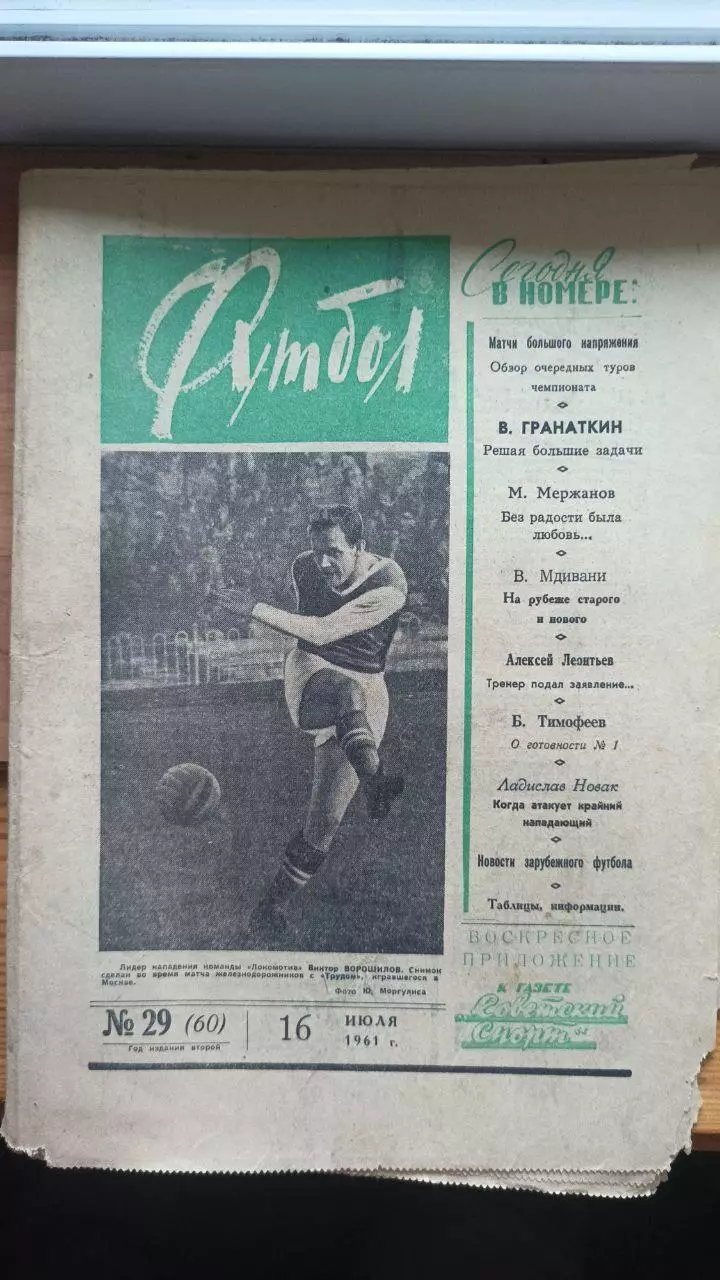 Футбол
Сегодня
В НОМЕРЕ:
Матчи большого напряжения
Обзор очередных туров
чемпионата
В. ГРАНАТКИН
Решая большие задачи
М. Мержанов
Без радости была
любовь...
В. Мдивани
На рубеже старого
и нового
Алексей Леонтьев
Тренер подал заявление...
Б. Тимофеев
О готовности № 1
Ладислав Новак
Когда атакует крайний
нападающий
Новости зарубежного футбола
Таблицы, информации.
ВОСКРЕСНОЕ
ПРИЛОЖЕНИЕ
К ГАЗЕТЕ
„Советский
Спорт"
Лидер нападения команды «Локомотив» Виктор ВОРОШИЛОВ. Снимок
сделан во время матча железнодорожников с «Трудом», игравшегося в
Москве.
Фото Ю. Моргулиса
№ 29 (60)
Год издания второй
16
ИЮЛЯ
1961 г.